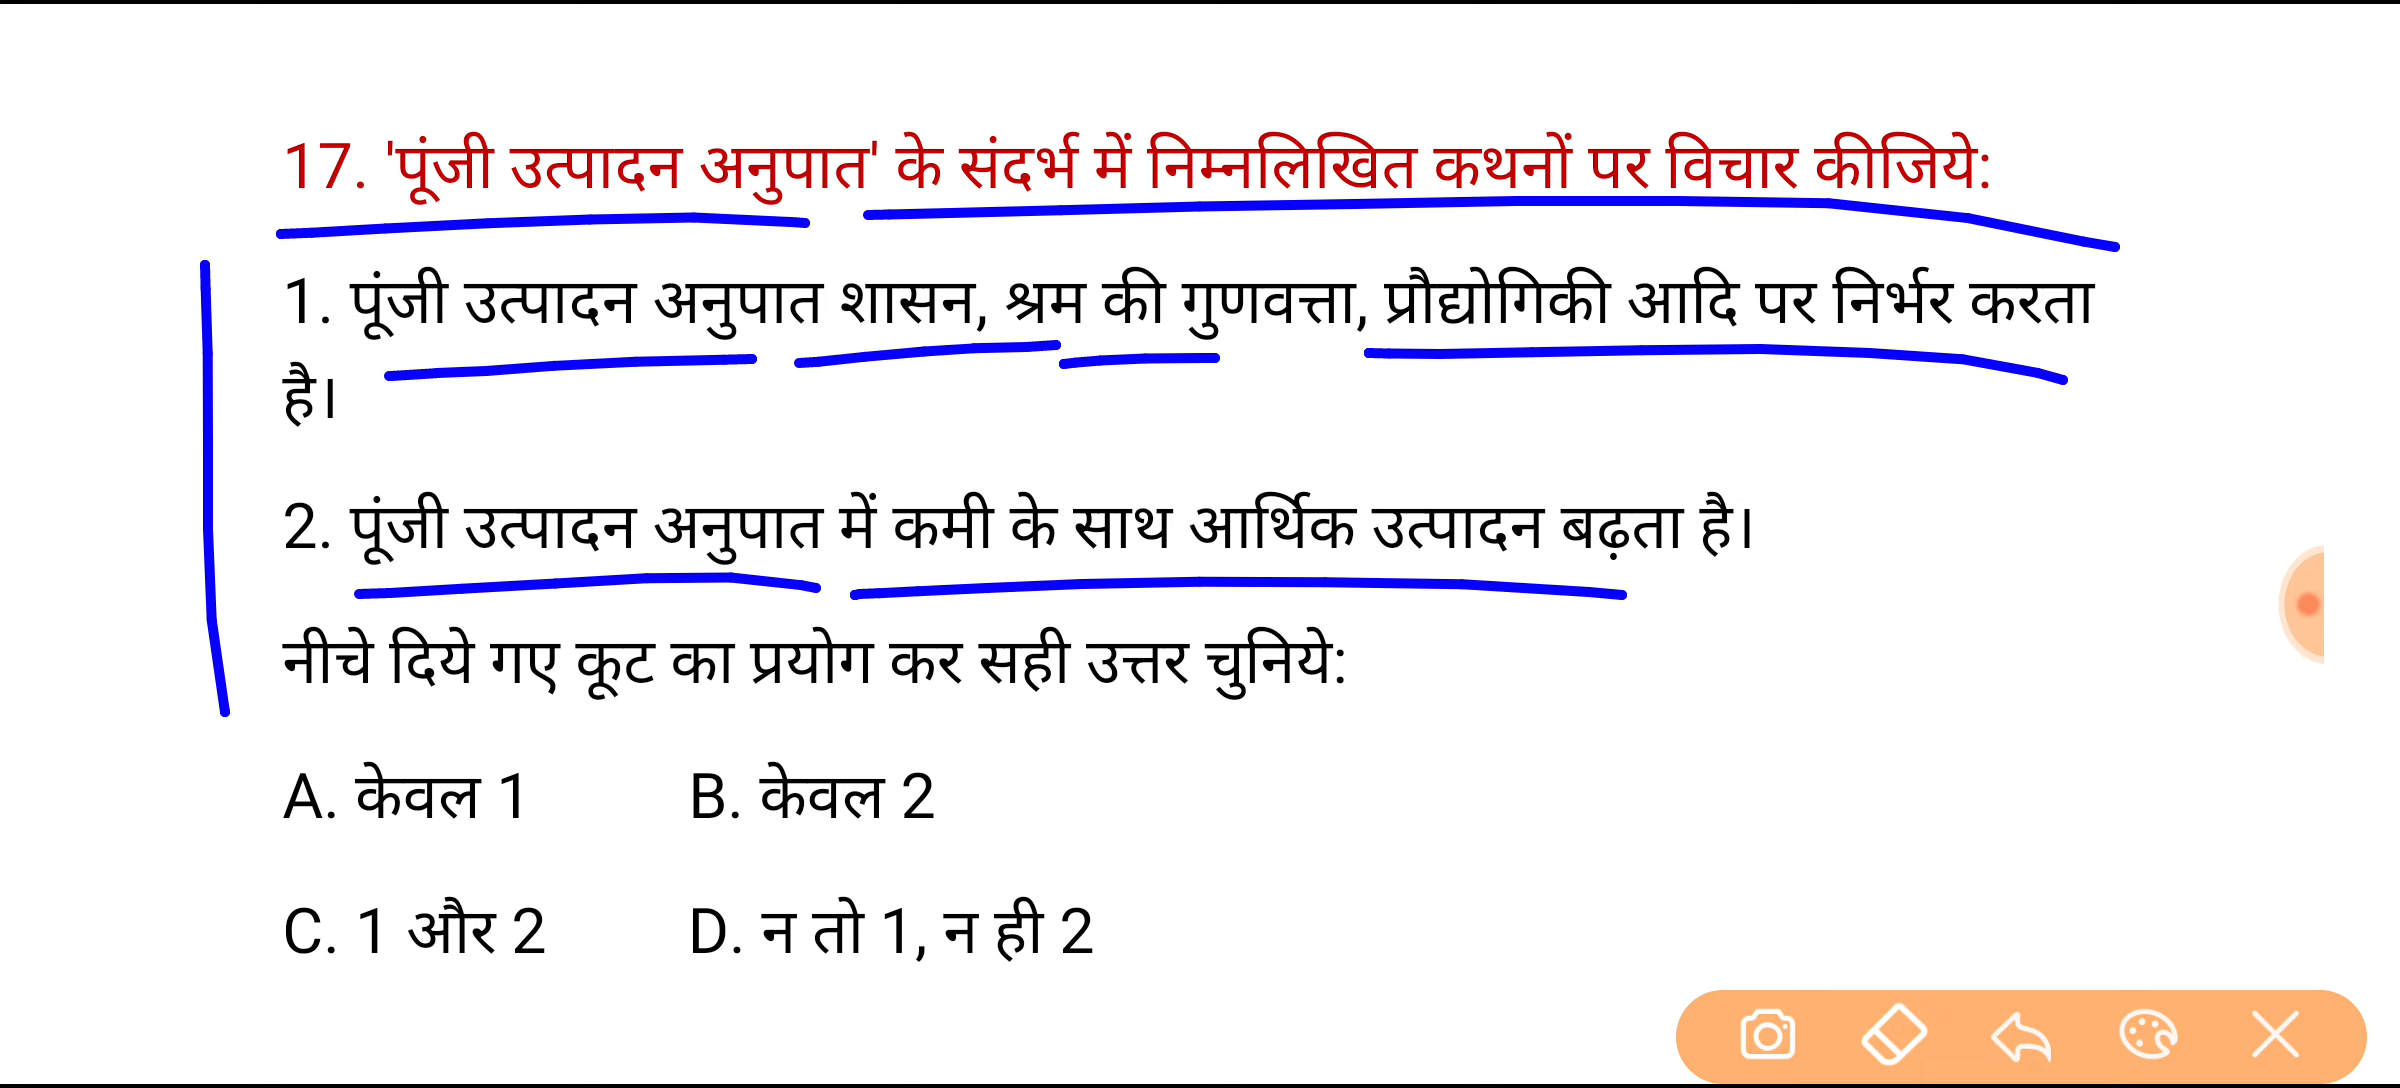 17. 'पूंजी उत्पादन अनुपात' के संदर्भ में निम्नलिखित कथनों पर विचार कीजिये:
1. पूंजी उत्पादन अनुपात शासन, श्रम की गुणवत्ता, प्रौद्योगिकी आदि पर निर्भर करता
है।
2. पूंजी उत्पादन अनुपात में कमी के साथ आर्थिक उत्पादन बढ़ता है।
नीचे दिये गए कूट का प्रयोग कर सही उत्तर चुनिये:
A. केवल 1 B. केवल 2
C. 1 और 2 D. न तो 1, न ही 2